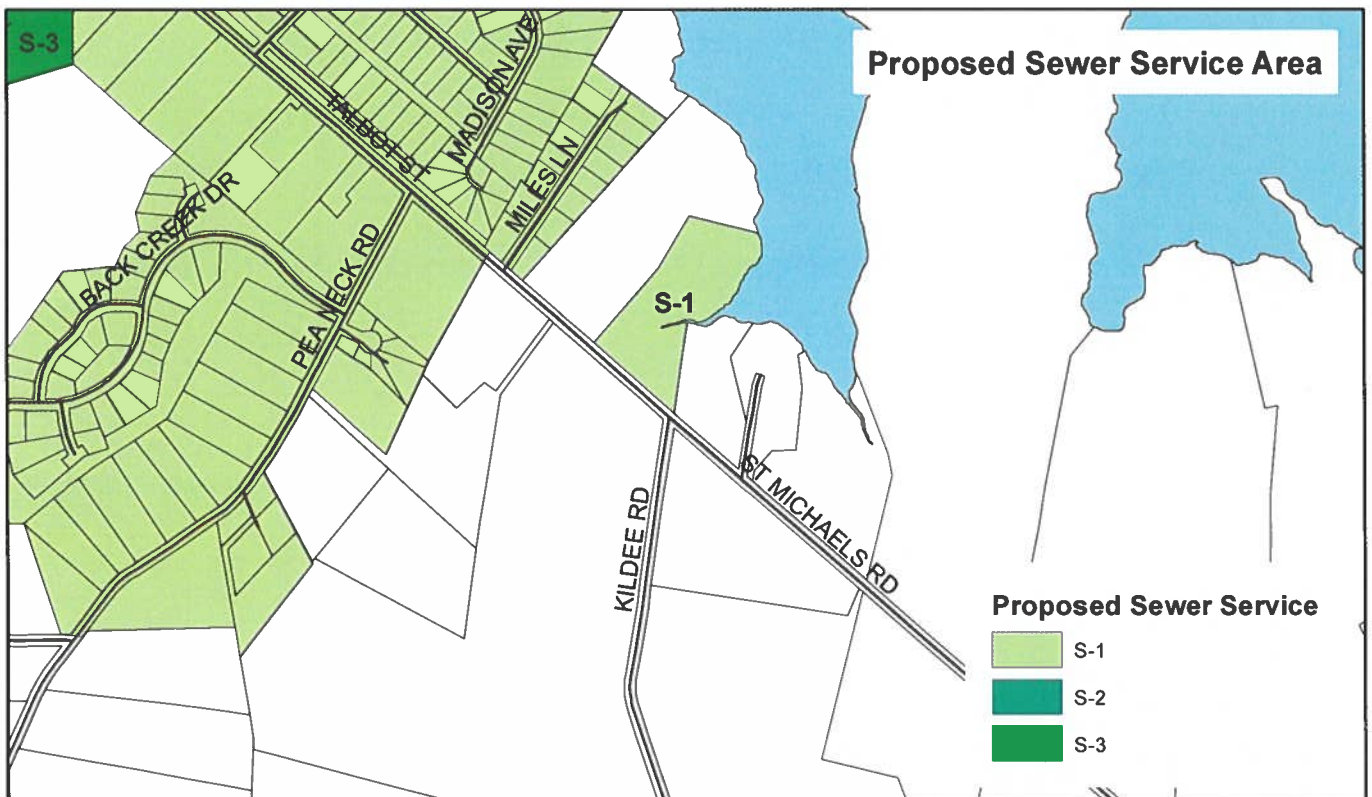 S-3
Proposed Sewer Service Area
TALBOT ST
MADISON AVE
MILES LN
BACK CREEK DR
PEA NECK RD
S-1
ST MICHAELS RD
KILDEE RD
Proposed Sewer Service
S-1
S-2
S-3